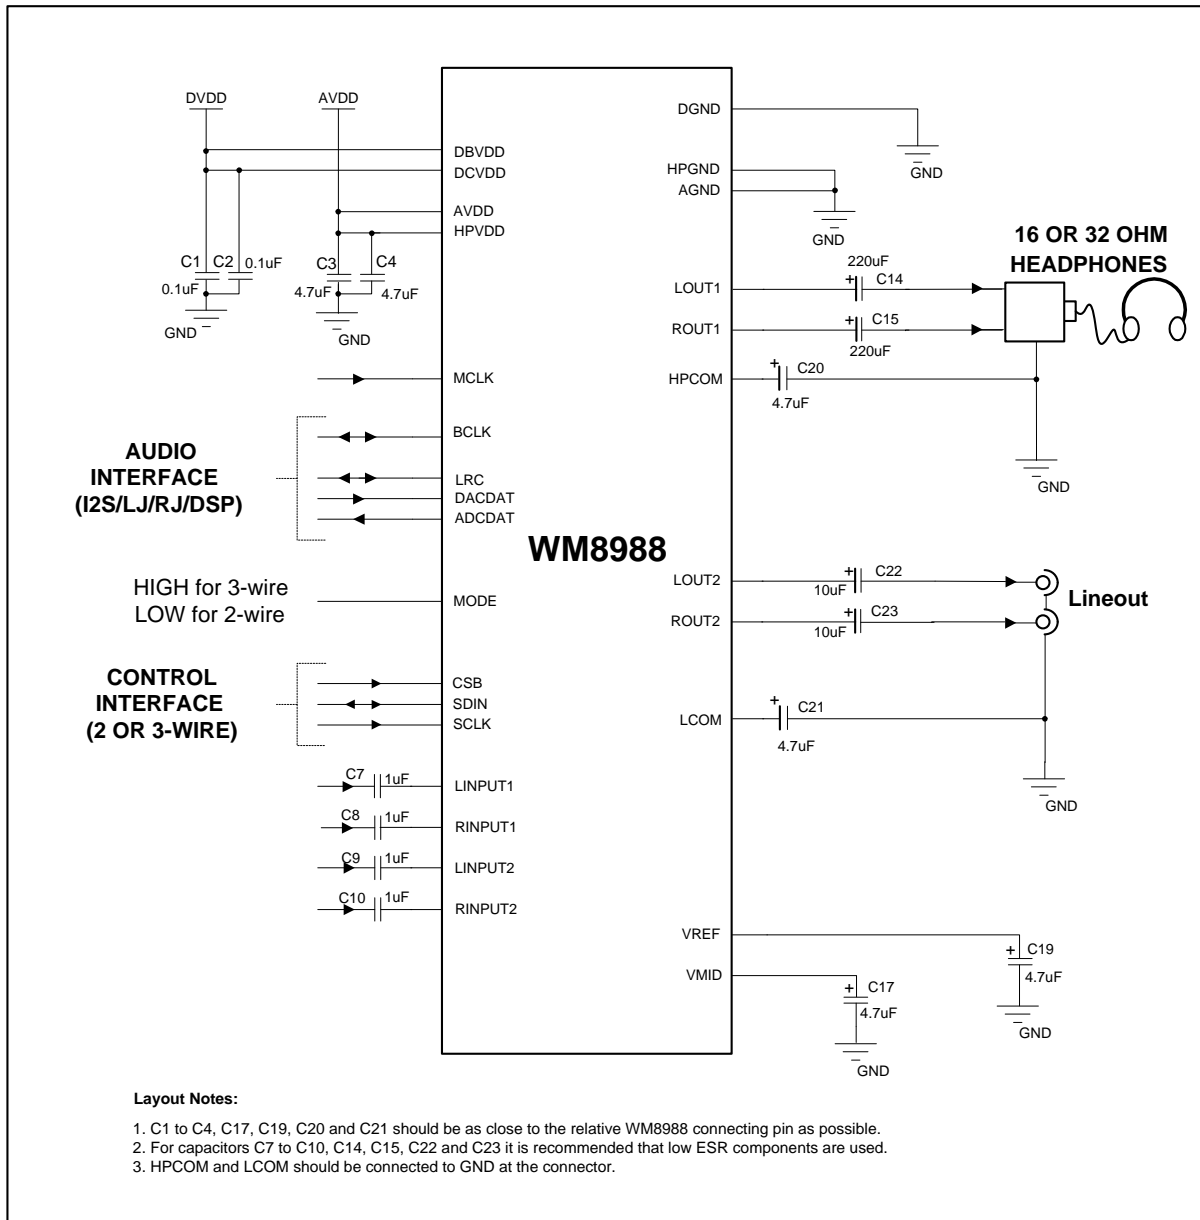 DVDD
AVDD
DBVDD
DCVDD
AVDD
HPVDD
C1
C2
0.1uF
0.1uF
GND
C3
C4
4.7uF
4.7uF
GND
MCLK
AUDIO
INTERFACE
(I2S/LJ/RJ/DSP)
BCLK
LRC
DACDAT
ADCDAT
HIGH for 3-wire
LOW for 2-wire
MODE
CONTROL
INTERFACE
(2 OR 3-WIRE)
CSB
SDIN
SCLK
C7
1uF
LINPUT1
C8
1uF
RINPUT1
C9
1uF
LINPUT2
C10
1uF
RINPUT2
WM8988
DGND
GND
HPGND
AGND
GND
16 OR 32 OHM
HEADPHONES
220uF
+
C14
LOUT1
+
C15
ROUT1
220uF
HPCOM
+
C20
4.7uF
GND
LOUT2
+
C22
10uF
ROUT2
+
C23
10uF
Lineout
LCOM
+
C21
4.7uF
GND
VREF
+
C19
4.7uF
GND
VMID
+
C17
4.7uF
GND
Layout Notes:
1. C1 to C4, C17, C19, C20 and C21 should be as close to the relative WM8988 connecting pin as possible.
2. For capacitors C7 to C10, C14, C15, C22 and C23 it is recommended that low ESR components are used.
3. HPCOM and LCOM should be connected to GND at the connector.